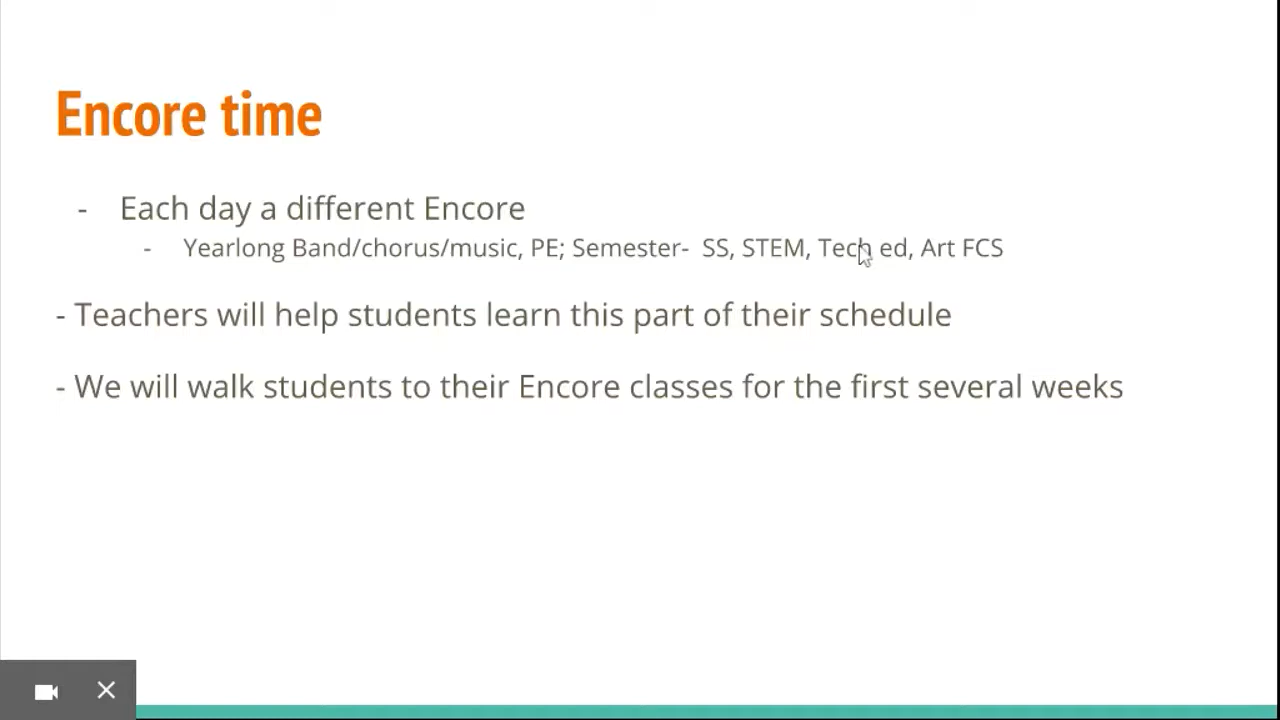 Encore time
- Each day a different Encore
- Yearlong Band/chorus/music, PE; Semester- SS, STEM, Tech ed, Art FCS
- Teachers will help students learn this part of their schedule
- We will walk students to their Encore classes for the first several weeks